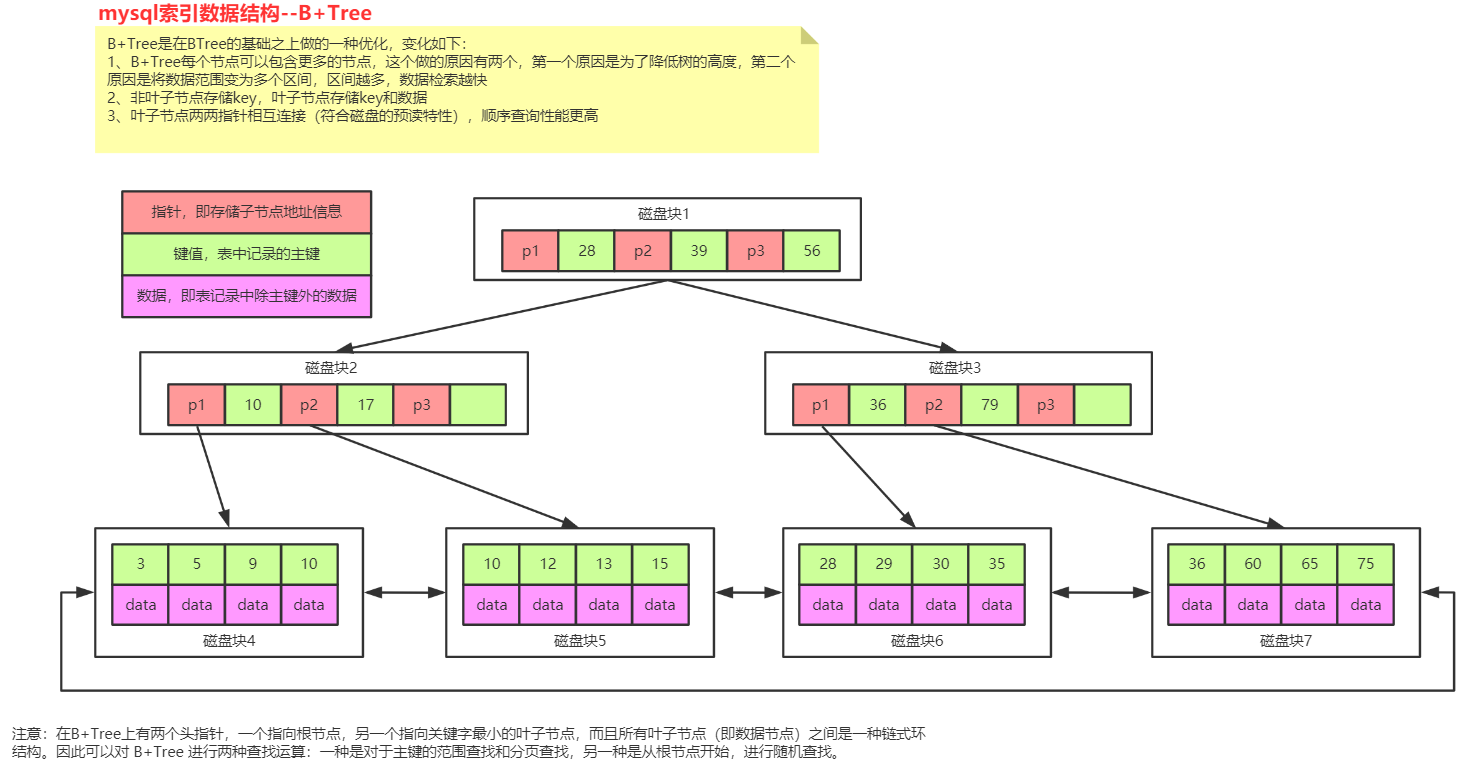 mysql索引数据结构--B+Tree
B+Tree是在BTree的基础之上做的一种优化，变化如下：
1、B+Tree每个节点可以包含更多的节点，这个做的原因有两个，第一个原因是为了降低树的高度，第二个
原因是将数据范围变为多个区间，区间越多，数据检索越快
2、非叶子节点存储key，叶子节点存储key和数据
3、叶子节点两两指针相互连接（符合磁盘的预读特性），顺序查询性能更高
指针，即存储子节点地址信息
键值，表中记录的主键
数据，即表记录中除主键外的数据
磁盘块1
p1 28 p2 39 p3 56
磁盘块2
p1 10 p2 17 p3
磁盘块3
p1 36 p2 79 p3
3 5 9 10
data data data data
磁盘块4
10 12 13 15
data data data data
磁盘块5
28 29 30 35
data data data data
磁盘块6
36 60 65 75
data data data data
磁盘块7
注意：在B+Tree上有两个头指针，一个指向根节点，另一个指向关键字最小的叶子节点，而且所有叶子节点（即数据节点）之间是一种链式环
结构。因此可以对 B+Tree 进行两种查找运算：一种是对于主键的范围查找和分页查找，另一种是从根节点开始，进行随机查找。